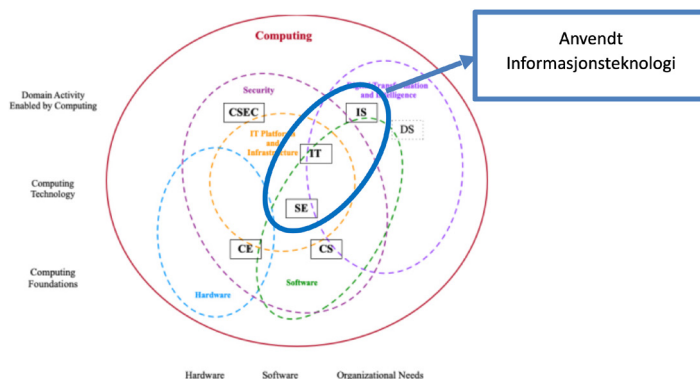 Computing
Anvendt
Informasjonsteknologi
Domain Activity
Enabled by Computing
Security
Transformation
and
CSEC
IS
DS
IT Platforms
and
Infrastructure
IT
Computing
Technology
SE
CE
CS
Computing
Foundations
Hardware
Software
Hardware
Software
Organizational Needs